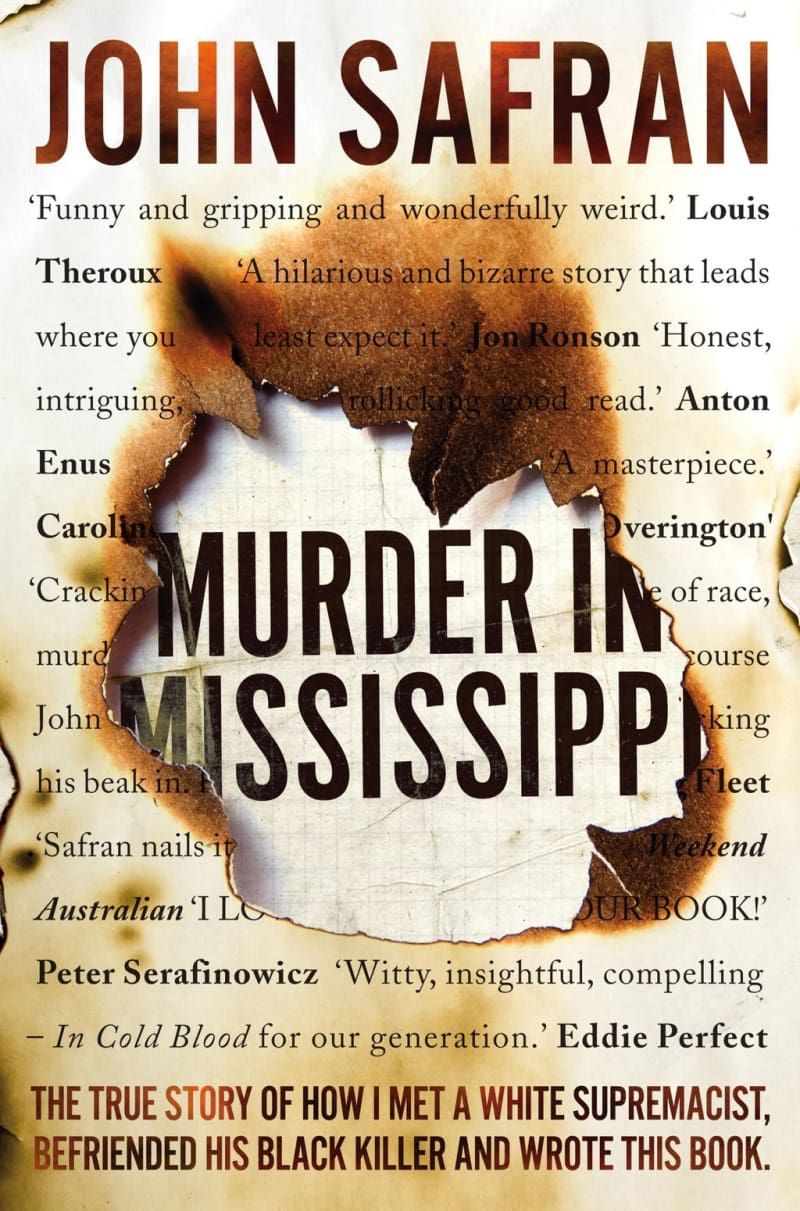 JOHN SAFRAN
‘Funny and gripping and wonderfully weird.’ Louis
Theroux ‘A hilarious and bizarre story that leads
where you least expect it.’ Jon Ronson ‘Honest,
intriguing, rollicking good read.’ Anton
Enus ‘A masterpiece.’
Caroline Overington'
‘Crackin e of race,
murd course
John king
his beak in. Fleet
MURDER IN
MISSISSIPPI
‘Safran nails it Weekend
Australian ‘I LO OUR BOOK!’
Peter Serafinowicz ‘Witty, insightful, compelling
– In Cold Blood for our generation.’ Eddie Perfect
THE TRUE STORY OF HOW I MET A WHITE SUPREMACIST,
BEFRIENDED HIS BLACK KILLER AND WROTE THIS BOOK.